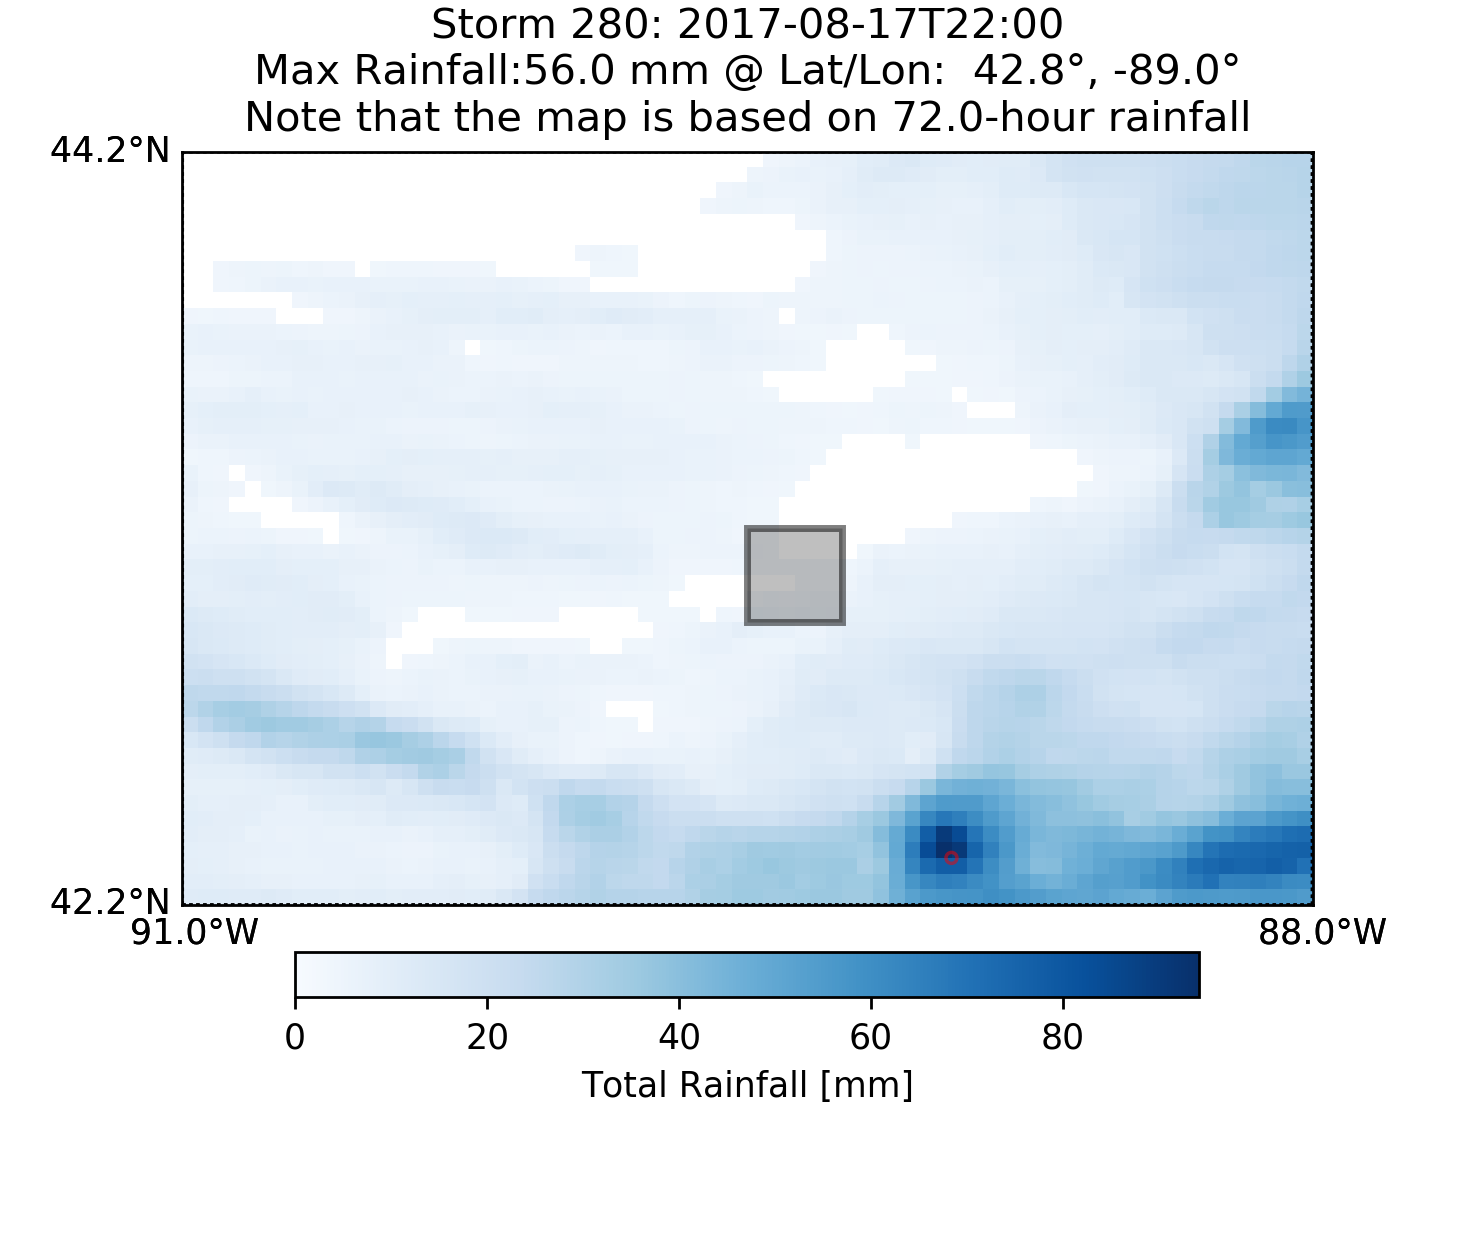 Storm 280: 2017-08-17T22:00
Max Rainfall:56.0 mm @ Lat/Lon:  42.8°, -89.0°
Note that the map is based on 72.0-hour rainfall
44.2°N
42.2°N
91.0°W 88.0°W
0 20 40 60 80
Total Rainfall [mm]